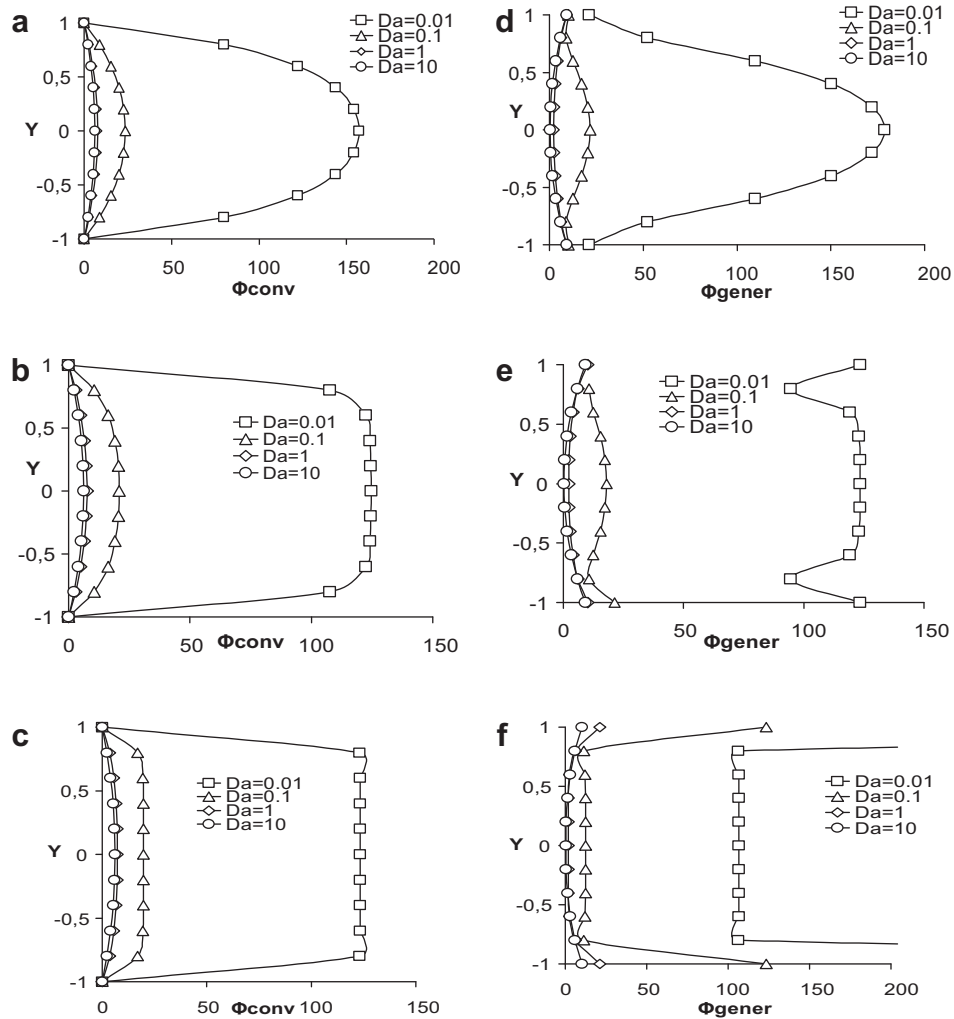 a
1
0,5
Y
0
-0,5
-1
0
50
100
150
200
Φconv
Da=0.01
Da=0.1
Da=1
Da=10
d
1
0,5
Y
0
-0,5
-1
0
50
100
150
200
Φgener
Da=0.01
Da=0.1
Da=1
Da=10
b
1
0,5
Y
0
-0,5
-1
0
50
100
150
Φconv
Da=0.01
Da=0.1
Da=1
Da=10
e
1
0,5
Y
0
-0,5
-1
0
50
100
150
Φgener
Da=0.01
Da=0.1
Da=1
Da=10
c
1
0,5
Y
0
-0,5
-1
0
50
100
150
Φconv
Da=0.01
Da=0.1
Da=1
Da=10
f
1
0,5
Y
0
-0,5
-1
0
50
100
150
200
Φgener
Da=0.01
Da=0.1
Da=1
Da=10